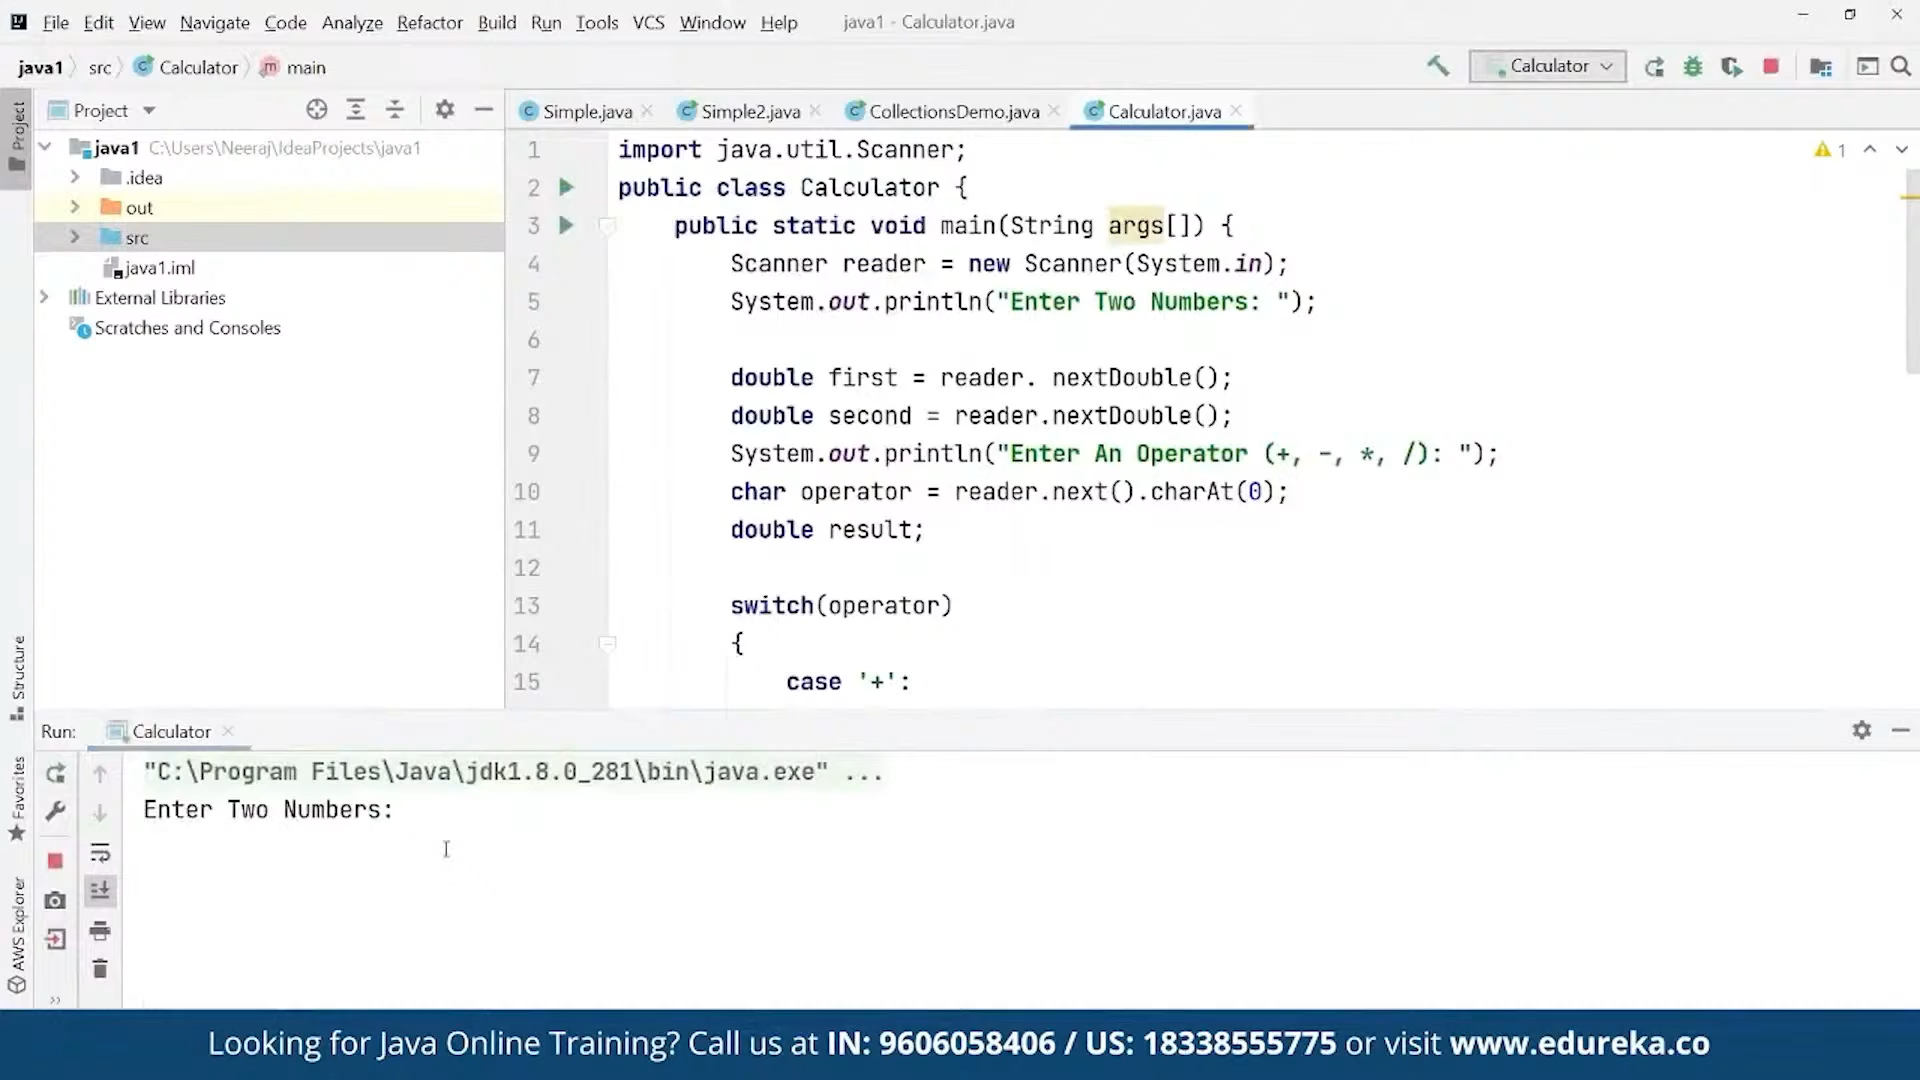 File Edit View Navigate Code Analyze Refactor Build Run Tools VCS Window Help java1 - Calculator.java
java1 src Calculator main
Calculator
Project
Simple.java Simple2.java CollectionsDemo.java Calculator.java
Project
java1 C:\Users\Neeraj\IdeaProjects\java1
.idea
out
src
java1.iml
External Libraries
Scratches and Consoles
1 import java.util.Scanner;
2 public class Calculator {
3 public static void main(String args[]) {
4 Scanner reader = new Scanner(System.in);
5 System.out.println("Enter Two Numbers: ");
6
7 double first = reader. nextDouble();
8 double second = reader.nextDouble();
9 System.out.println("Enter An Operator (+, -, *, /): ");
10 char operator = reader.next().charAt(0);
11 double result;
12
13 switch(operator)
14 {
15 case '+':
1
Structure
Favorites
AWS Explorer
Run: Calculator
"C:\Program Files\Java\jdk1.8.0_281\bin\java.exe" ...
Enter Two Numbers:
Looking for Java Online Training? Call us at IN: 9606058406 / US: 18338555775 or visit www.edureka.co